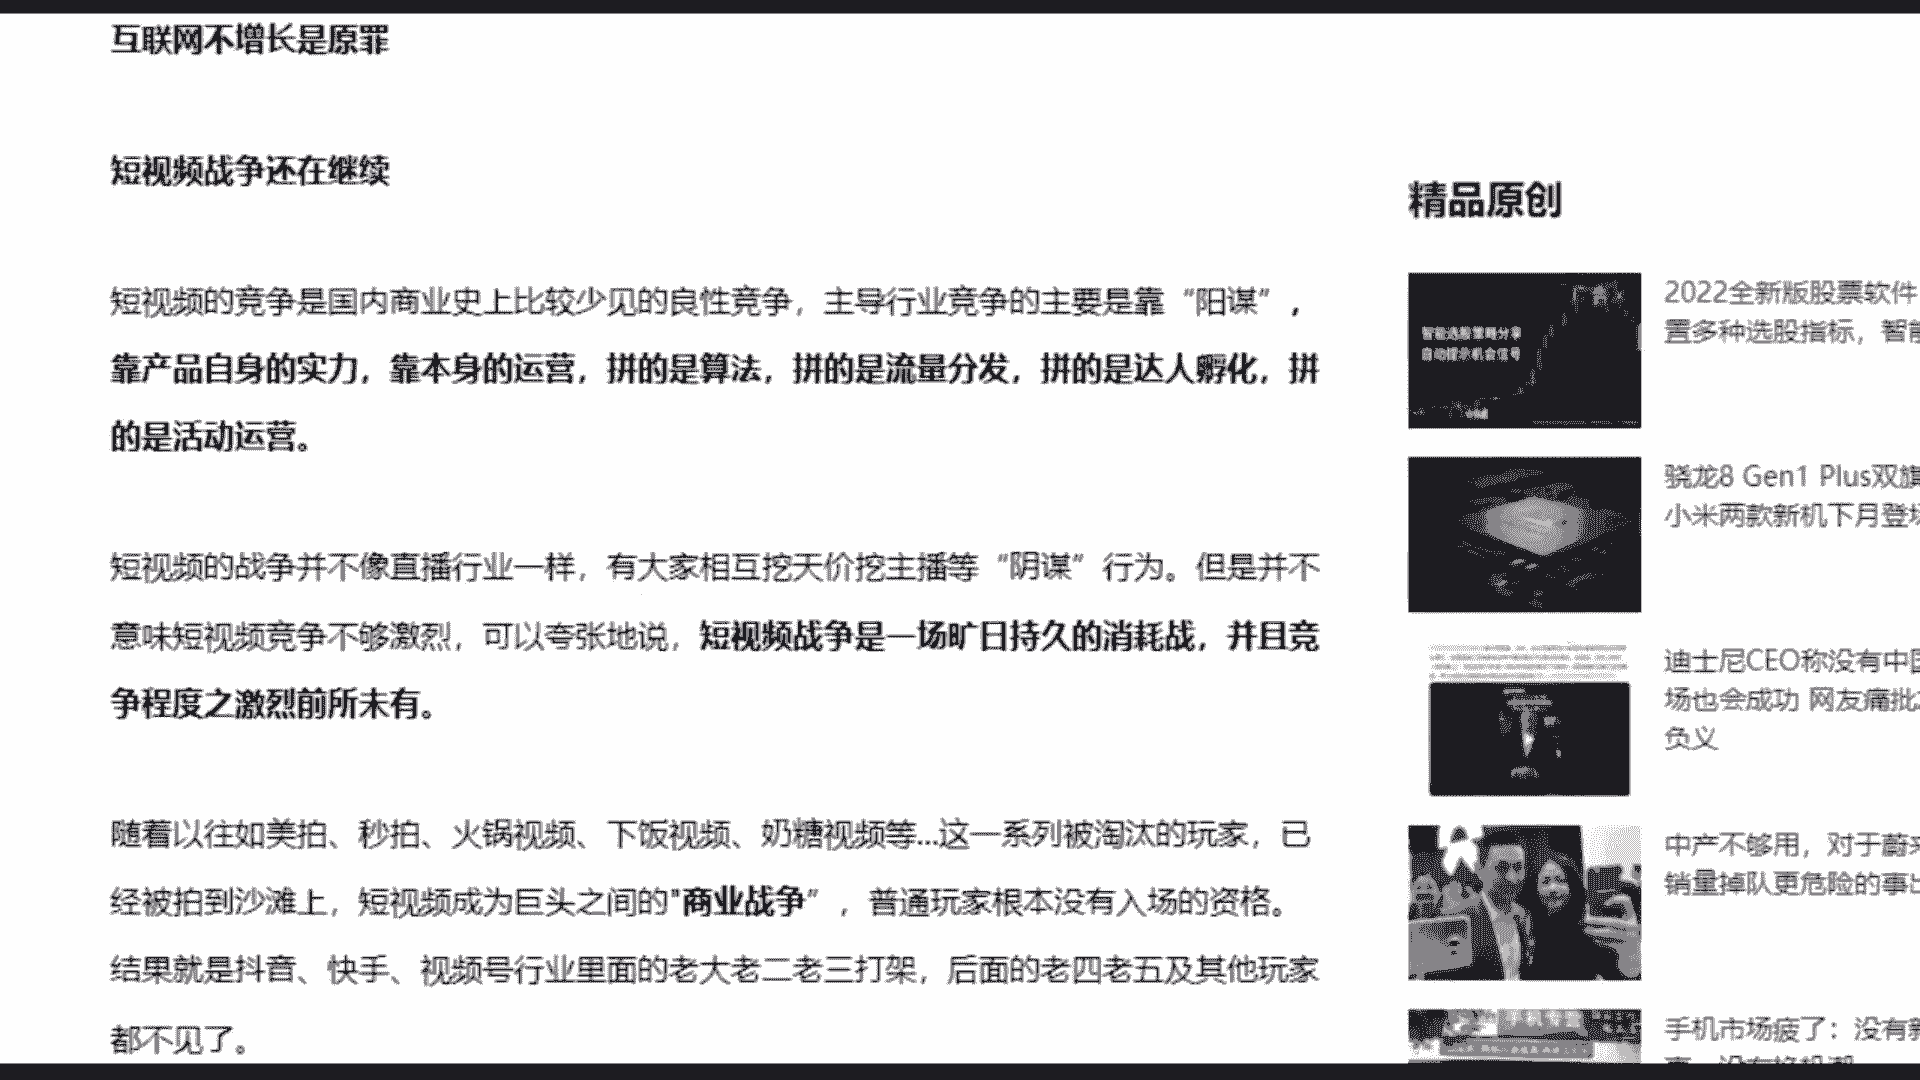 互联网不增长是原罪
短视频战争还在继续
短视频的竞争是国内商业史上比较少见的良性竞争，主导行业竞争的主要是靠“阳谋”，
靠产品自身的实力，靠本身的运营，拼的是算法，拼的是流量分发，拼的是达人孵化，拼
的是活动运营。
短视频的战争并不像直播行业一样，有大家相互挖天价挖主播等“阴谋”行为。但是并不
意味短视频竞争不够激烈，可以夸张地说，短视频战争是一场旷日持久的消耗战，并且竞
争程度之激烈前所未有。
随着以往如美拍、秒拍、火锅视频、下饭视频、奶糖视频等...这一系列被淘汰的玩家，已
经被拍到沙滩上，短视频成为巨头之间的"商业战争”，普通玩家根本没有入场的资格。
结果就是抖音、快手、视频号行业里面的老大老二老三打架，后面的老四老五及其他玩家
都不见了。
精品原创
智能选股策略分享
自动提示机会信号
2022全新版股票软件
置多种选股指标，智能
骁龙8 Gen1 Plus双旗
小米两款新机下月登场
迪士尼CEO称没有中国
场也会成功 网友痛批
负义
中产不够用，对于蔚来
销量掉队更危险的事
手机市场疲了：没有新